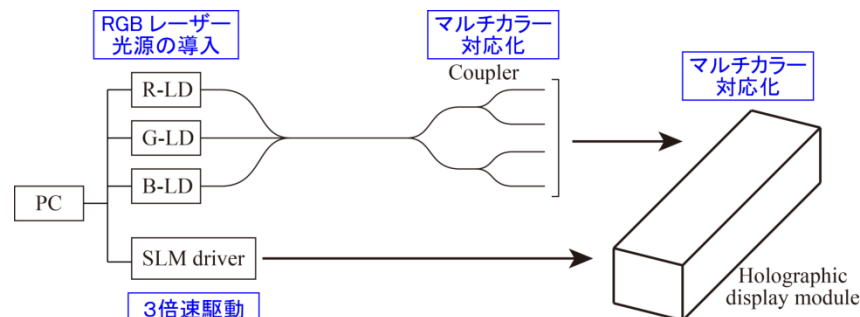 RGB レーザー
光源の導入
マルチカラー
対応化
Coupler
マルチカラー
対応化
R-LD
G-LD
B-LD
PC
SLM driver
3倍速駆動
Holographic
display module